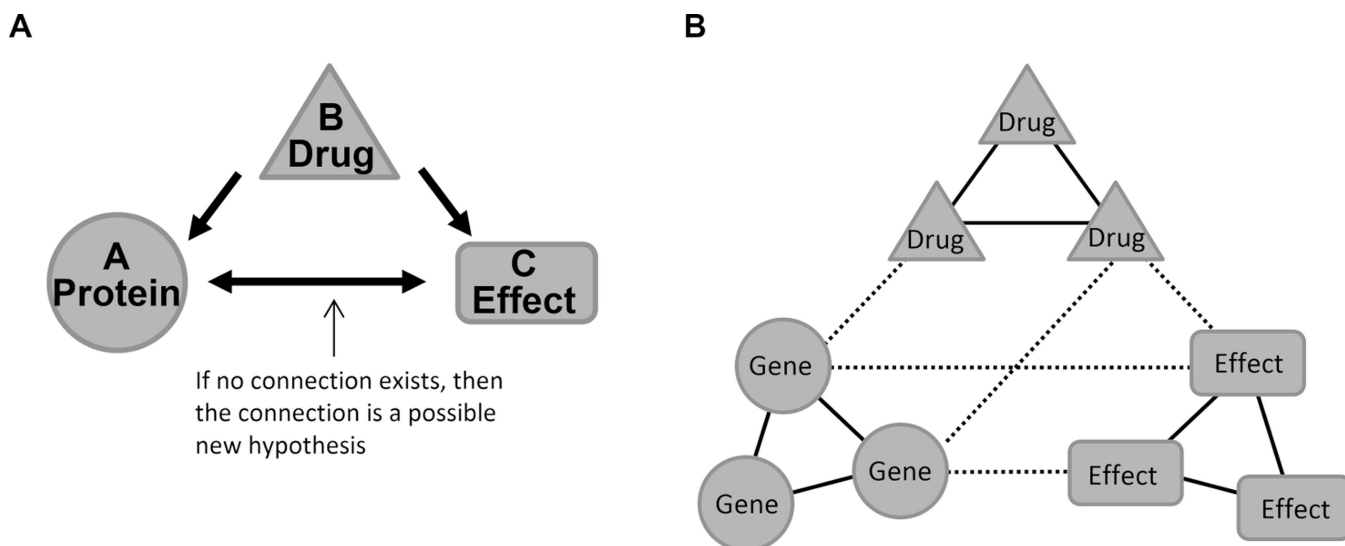 A
B
Drug
A
Protein
C
Effect
If no connection exists, then
the connection is a possible
new hypothesis
B
Drug
Drug
Drug
Gene
Effect
Gene
Effect
Gene
Effect